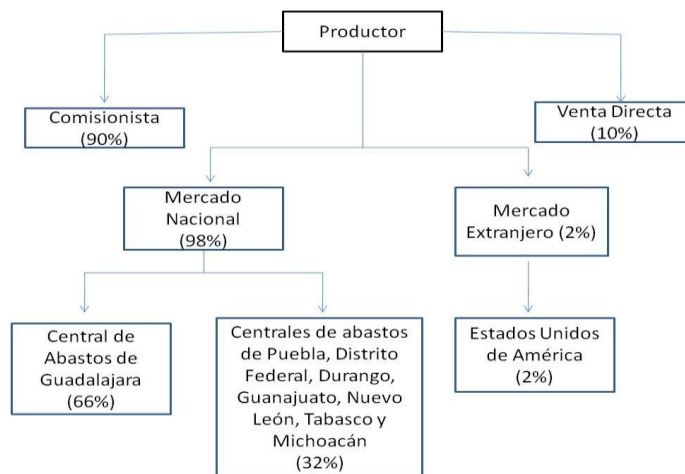 Productor
Comisionista
(90%)
Venta Directa
(10%)
Mercado
Nacional
(98%)
Mercado
Extranjero (2%)
Central de
Abastos de
Guadalajara
(66%)
Centrales de abastos
de Puebla, Distrito
Federal, Durango,
Guanajuato, Nuevo
León, Tabasco y
Michoacán
(32%)
Estados Unidos
de América
(2%)